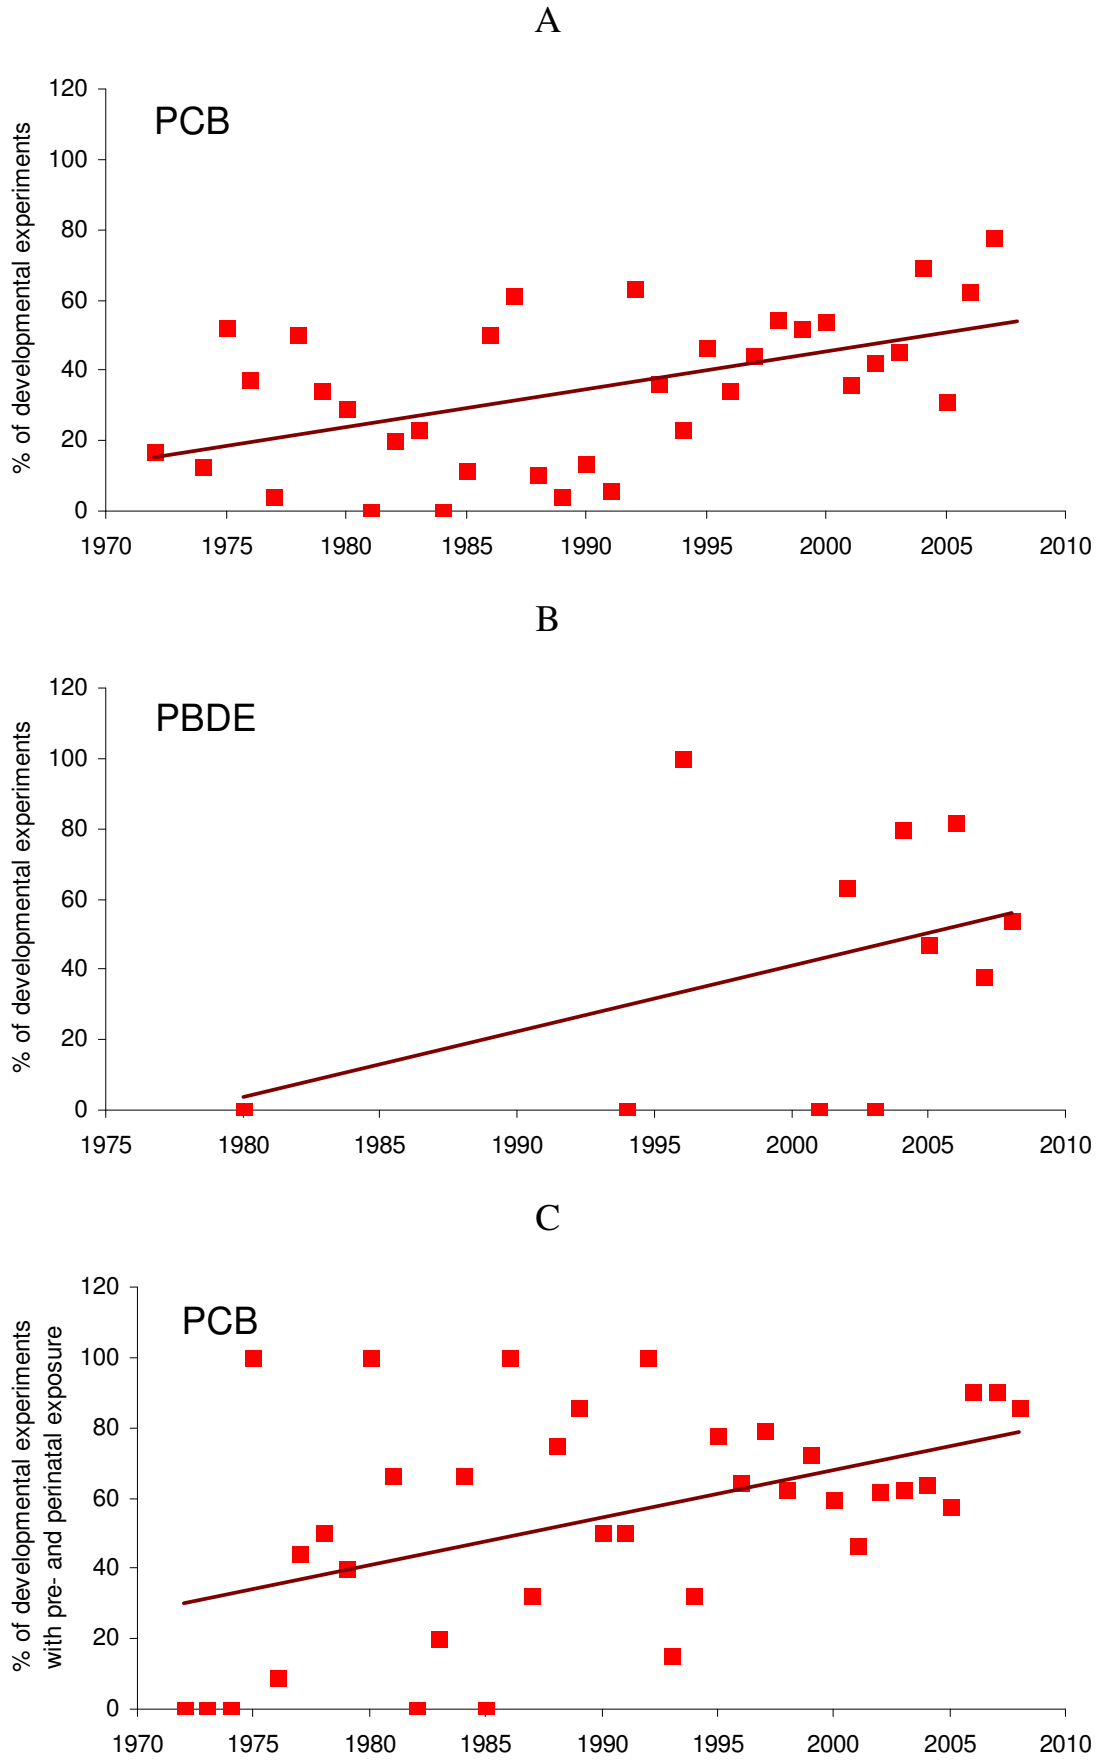 A
120
100
80
60
40
20
0
PCB
% of developmental experiments
1970 1975 1980 1985 1990 1995 2000 2005 2010
B
120
100
80
60
40
20
0
PBDE
% of developmental experiments
1975 1980 1985 1990 1995 2000 2005 2010
C
120
100
80
60
40
20
0
PCB
% of developmental experiments
with pre- and perinatal exposure
1970 1975 1980 1985 1990 1995 2000 2005 2010